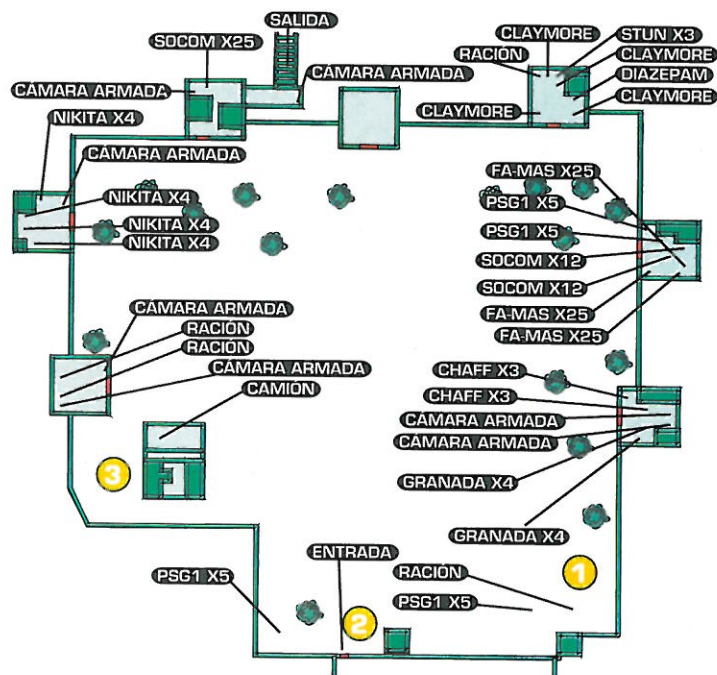 SALIDA
SOCOM X25
CÁMARA ARMADA
CÁMARA ARMADA
NIKITA X4
CÁMARA ARMADA
NIKITA X4
NIKITA X4
NIKITA X4
CLAYMORE
STUN X3
RACIÓN
CLAYMORE
DIAZEPAM
CLAYMORE
CLAYMORE
FA-MAS X25
PSG1 X5
PSG1 X5
SOCOM X12
SOCOM X12
FA-MAS X25
FA-MAS X25
CÁMARA ARMADA
RACIÓN
RACIÓN
CÁMARA ARMADA
CAMIÓN
CHAFF X3
CHAFF X3
CÁMARA ARMADA
CÁMARA ARMADA
GRANADA X4
GRANADA X4
3
ENTRADA
PSG1 X5
RACIÓN
1
PSG1 X5
2